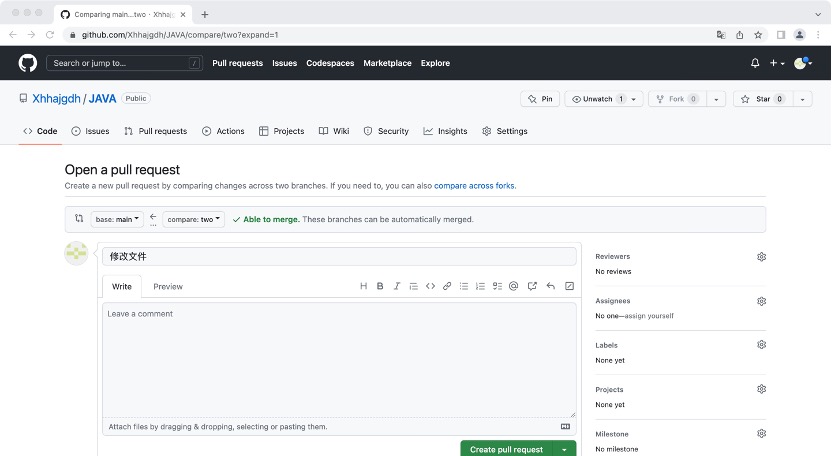 Comparing main...two · Xhhajg
github.com/Xhhajgdh/JAVA/compare/two?expand=1
Search or jump to... /
Pull requests Issues Codespaces Marketplace Explore
Xhhajgdh / JAVA Public
Pin Unwatch 1 Fork 0 Star 0
Code Issues Pull requests Actions Projects Wiki Security Insights Settings
Open a pull request
Create a new pull request by comparing changes across two branches. If you need to, you can also compare across forks.
base: main ... compare: two Able to merge. These branches can be automatically merged.
修改文件
Write Preview H B I
Leave a comment
Attach files by dragging & dropping, selecting or pasting them.
Create pull request
Reviewers
No reviews
Assignees
No one—assign yourself
Labels
None yet
Projects
None yet
Milestone
No milestone